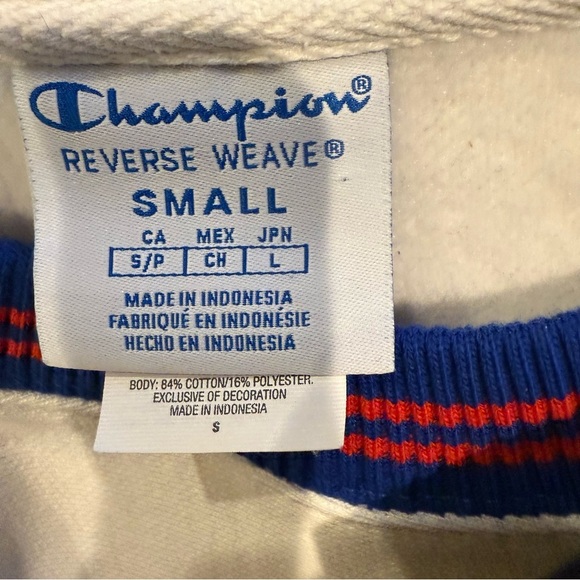 Champion®
REVERSE WEAVE®
SMALL
CA MEX JPN
S/P CH L
MADE IN INDONESIA
FABRIQUÉ EN INDONÉSIE
HECHO EN INDONESIA
BODY: 84% COTTON/16% POLYESTER.
EXCLUSIVE OF DECORATION
MADE IN INDONESIA
S